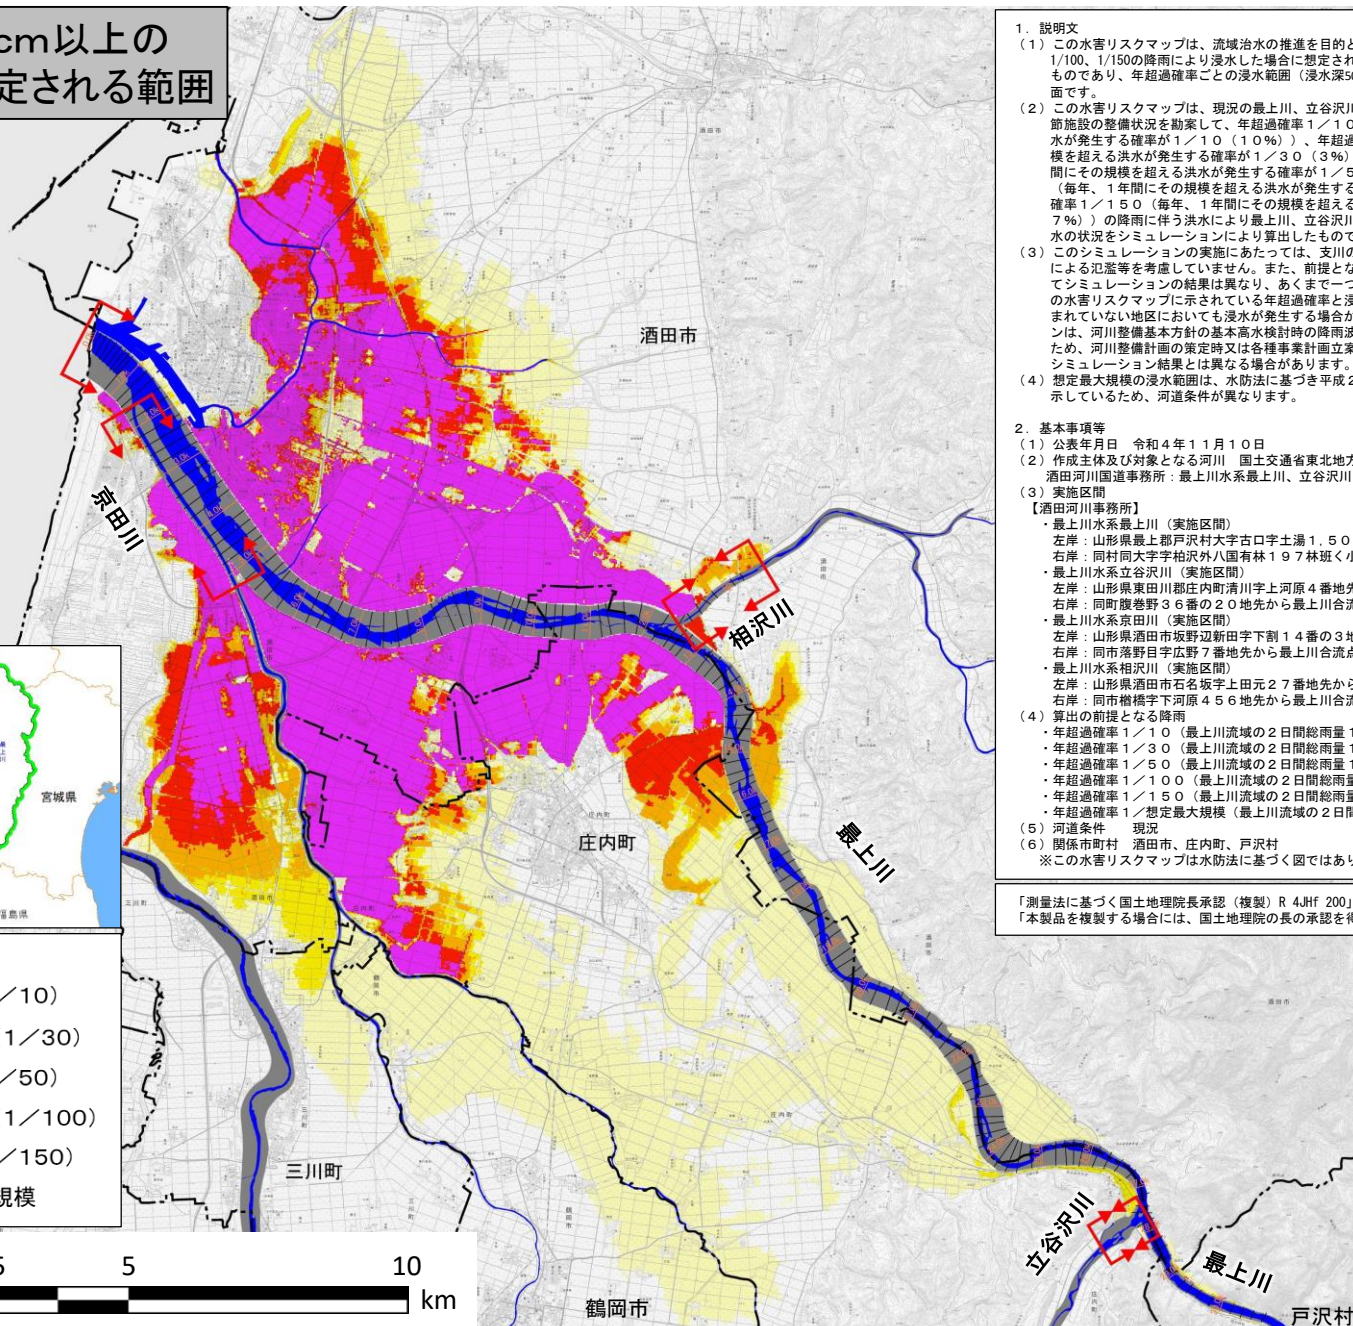 cm以上の
定される範囲
1. 説明文
(1)この水害リスクマップは、流域治水の推進を目的と
1/100、1/150の降雨により浸水した場合に想定され
ものであり、年超過確率ごとの浸水範囲(浸水深50
面です。
(2)この水害リスクマップは、現況の最上川、立谷沢川
節施設の整備状況を勘案して、年超過確率1/10
水が発生する確率が1/10(10%))、年超過
模を超える洪水が発生する確率が1/30(3%)
間にその規模を超える洪水が発生する確率が1/5
(毎年、1年間にその規模を超える洪水が発生する
確率1/150(毎年、1年間にその規模を超える
7%))の降雨に伴う洪水により最上川、立谷沢川
水の状況をシミュレーションにより算出したもので
(3)このシミュレーションの実施にあたっては、支川の
による氾濫等を考慮していません。また、前提とな
てシミュレーションの結果は異なり、あくまで一つ
の水害リスクマップに示されている年超過確率と浸
まれていない地区においても浸水が発生する場合が
ンは、河川整備基本方針の基本高水検討時の降雨波
ため、河川整備計画の策定時又は各種事業計画立案
シミュレーション結果とは異なる場合があります。
(4)想定最大規模の浸水範囲は、水防法に基づき平成2
示しているため、河道条件が異なります。
2. 基本事項等
(1)公表年月日 令和4年11月10日
(2)作成主体及び対象となる河川 国土交通省東北地方
酒田河川国道事務所:最上川水系最上川、立谷沢川
(3)実施区間
【酒田河川事務所】
・最上川水系最上川(実施区間)
左岸:山形県最上郡戸沢村大字古口字土湯1,50
右岸:同村同大字字柏沢外八国有林197林班く小
・最上川水系立谷沢川(実施区間)
左岸:山形県東田川郡庄内町清川字上河原4番地先
右岸:同町腹巻野36番の20地先から最上川合流
・最上川水系京田川(実施区間)
左岸:山形県酒田市坂野辺新田字下割14番の3地
右岸:同市落野目字広野7番地先から最上川合流点
・最上川水系相沢川(実施区間)
左岸:山形県酒田市石名坂字上田元27番地先から
右岸:同市楢橋字下河原456地先から最上川合流
(4)算出の前提となる降雨
・年超過確率1/10(最上川流域の2日間総雨量1
・年超過確率1/30(最上川流域の2日間総雨量1
・年超過確率1/50(最上川流域の2日間総雨量1
・年超過確率1/100(最上川流域の2日間総雨量
・年超過確率1/150(最上川流域の2日間総雨量
・年超過確率1/想定最大規模(最上川流域の2日間
(5)河道条件 現況
(6)関係市町村 酒田市、庄内町、戸沢村
※この水害リスクマップは水防法に基づく図ではあり
「測量法に基づく国土地理院長承認(複製)R 4JHf 200」
「本製品を複製する場合には、国土地理院の長の承認を得
酒田市
京田川
相沢川
庄内町
最上川
三川町
立谷沢川
最上川
鶴岡市
戸沢村
宮城県
福島県
/10)
1/30)
/50)
1/100)
/150)
規模
5
5
10
km